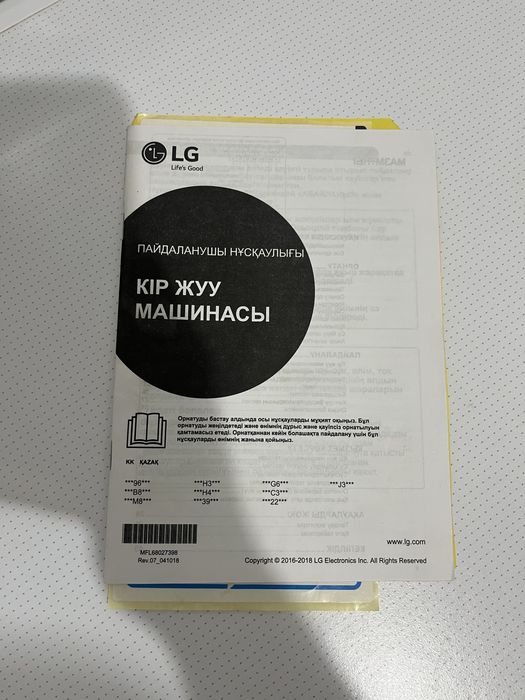 LG
Life's Good
ПАЙДАЛАНУШЫ НҰСҚАУЛЫҒЫ
КІР ЖУУ
МАШИНАСЫ
Орнатуды бастау алдында осы нұсқауларды мұқият оқыңыз. Бұл
орнатуды жеңілдетеді және өнімнің дұрыс және қауіпсіз орнатылуын
қамтамасыз етеді. Орнатқаннан кейін болашақта пайдалану үшін бұл
нұсқауларды өнімнің жанына қойыңыз.
KK ҚАЗАҚ
***96*** ***H3*** ***G6*** ***J3***
***B8*** ***H4*** ***C3***
***M8*** ***39*** ***22***
MFL68027398
Rev.07_041018
www.lg.com
Copyright © 2016-2018 LG Electronics Inc. All Rights Reserved